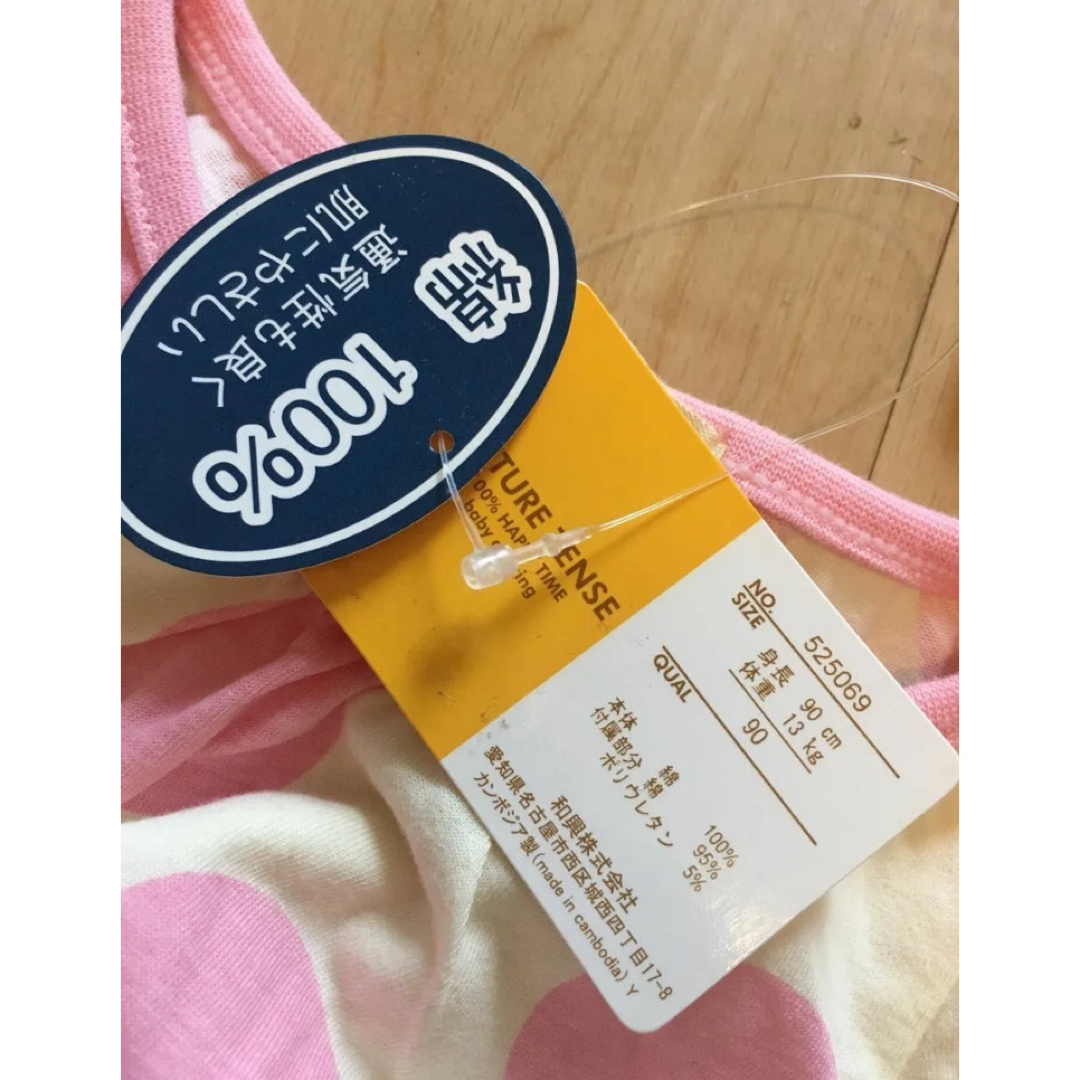 綿
100%
通気性も良く
肌にやさしい
TURE TENSE
00% HAP TIME
baby ring
NO. 525069
SIZE 身長 90 cm
体重 13 kg
90
QUAL
本体 綿 100%
付属部分 綿 95%
ポリウレタン 5%
和興株式会社
愛知県名古屋市西区城西四丁目17-8
カンボジア製(made in cambodia) Y